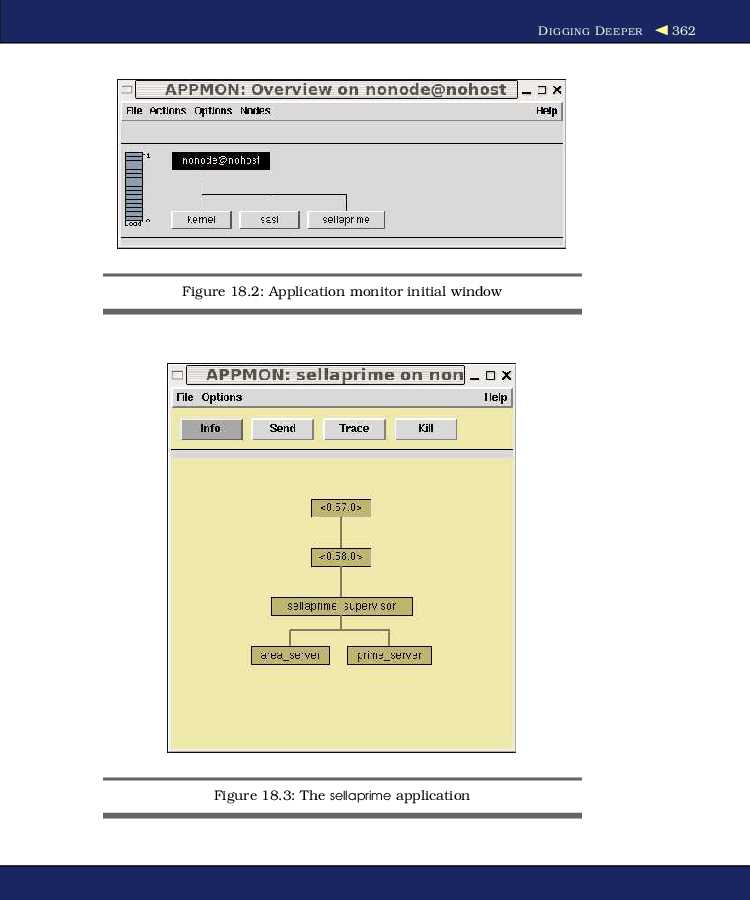 DIGGING DEEPER ◀ 362
APPMON: Overview on nonode@nohost
File Actions Options Nodes Help
1
nonode@nohost
0
Load
kernel sasl sellaprime
Figure 18.2: Application monitor initial window
APPMON: sellaprime on non
File Options Help
Info Send Trace Kill
<0.57.0>
<0.58.0>
sellaprime_supervisor
area_server prime_server
Figure 18.3: The sellaprime application